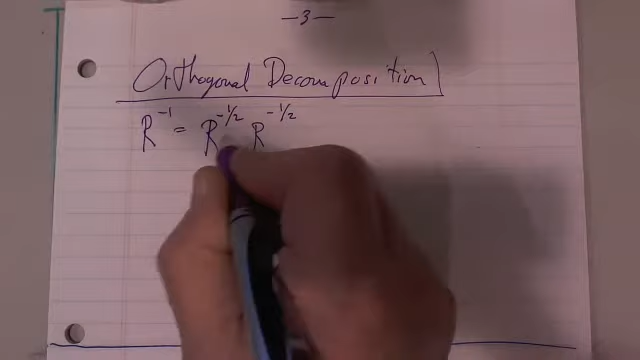 —3—
Orthogonal Decomposition
R^{-1} = R^{-1/2} R^{-1/2}